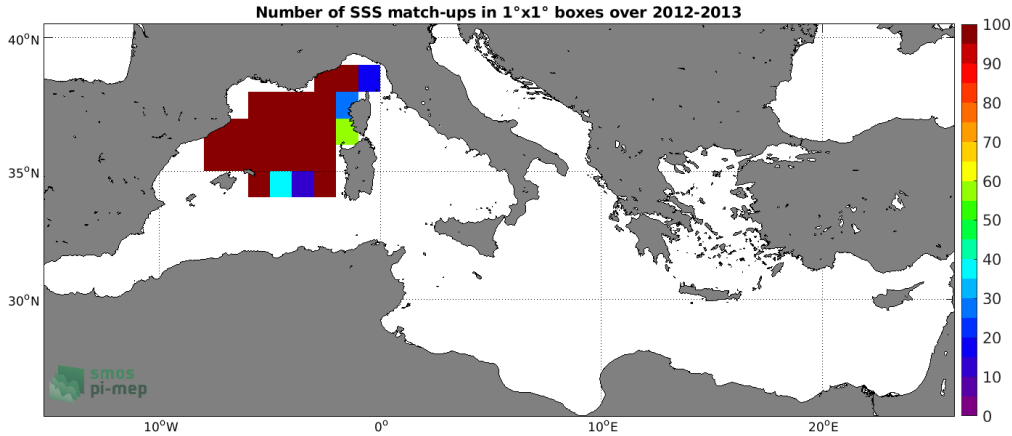 Number of SSS match-ups in 1°x1° boxes over 2012-2013
40°N
35°N
30°N
10°W
0°
10°E
20°E
100
90
80
70
60
50
40
30
20
10
0
smos
pi-mep